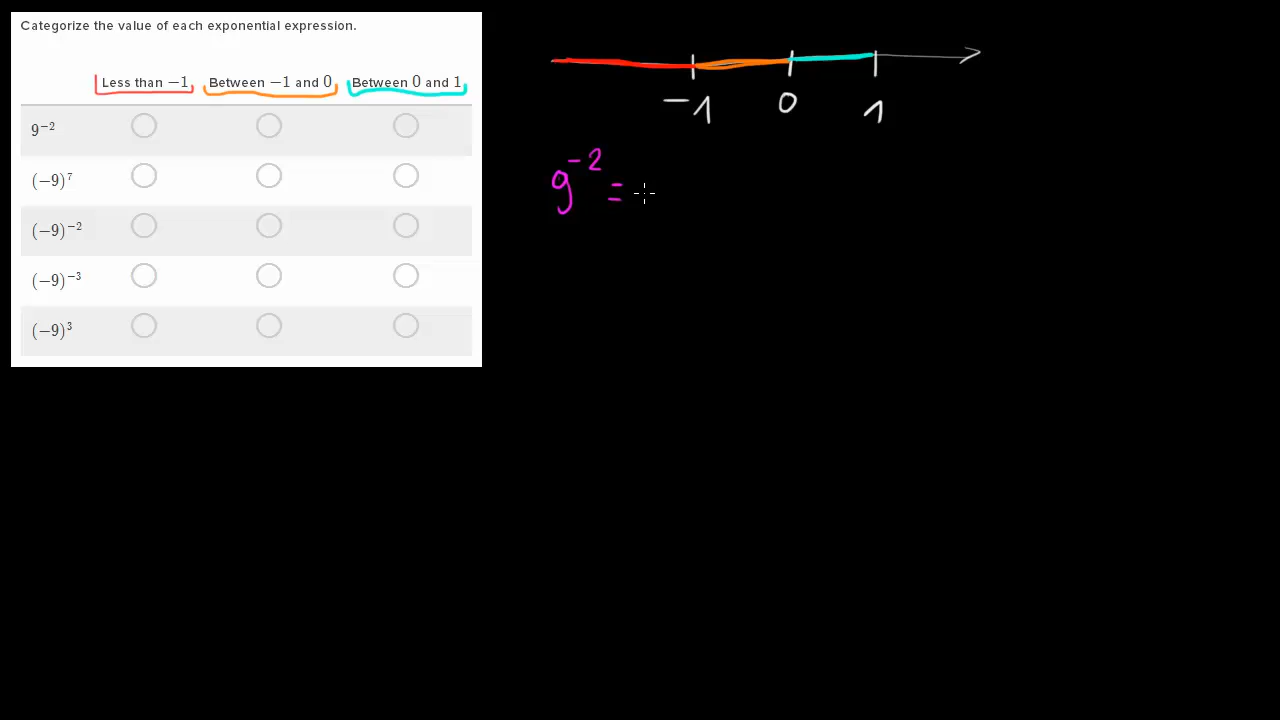 Categorize the value of each exponential expression.
Less than −1 Between −1 and 0 Between 0 and 1
9⁻²
(−9)⁷
(−9)⁻²
(−9)⁻³
(−9)³
−1 0 1
9⁻² =